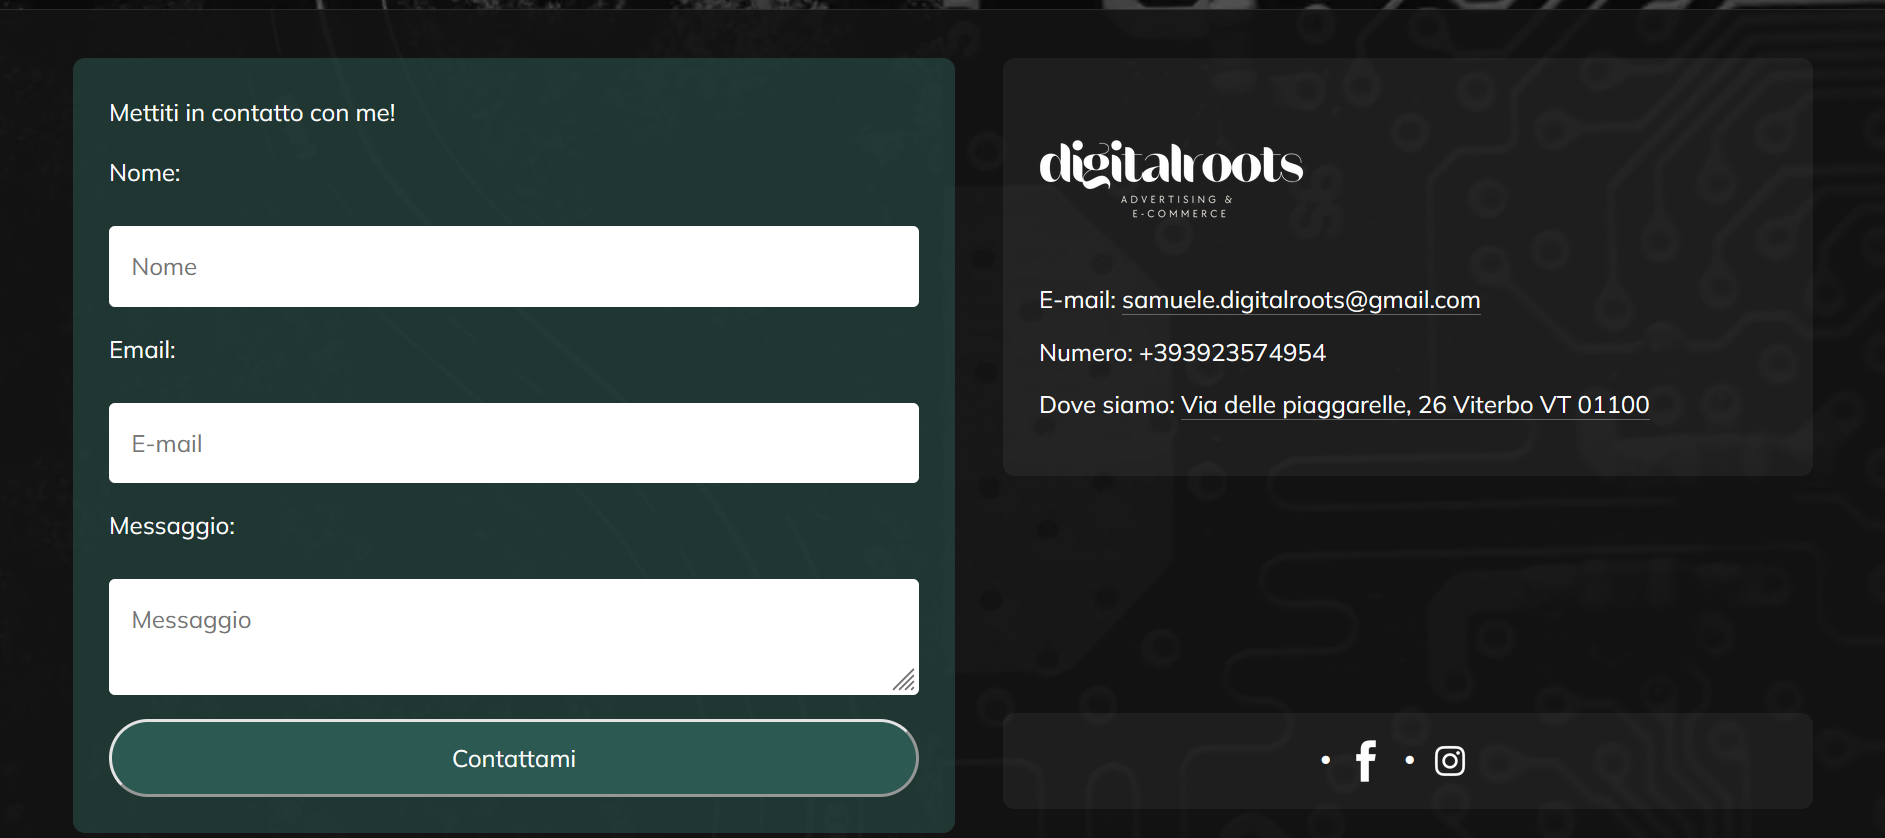 Mettiti in contatto con me!
Nome:
Nome
Email:
E-mail
Messaggio:
Messaggio
Contattami
digitalroots
ADVERTISING &
E-COMMERCE
E-mail: samuele.digitalroots@gmail.com
Numero: +393923574954
Dove siamo: Via delle piaggarelle, 26 Viterbo VT 01100